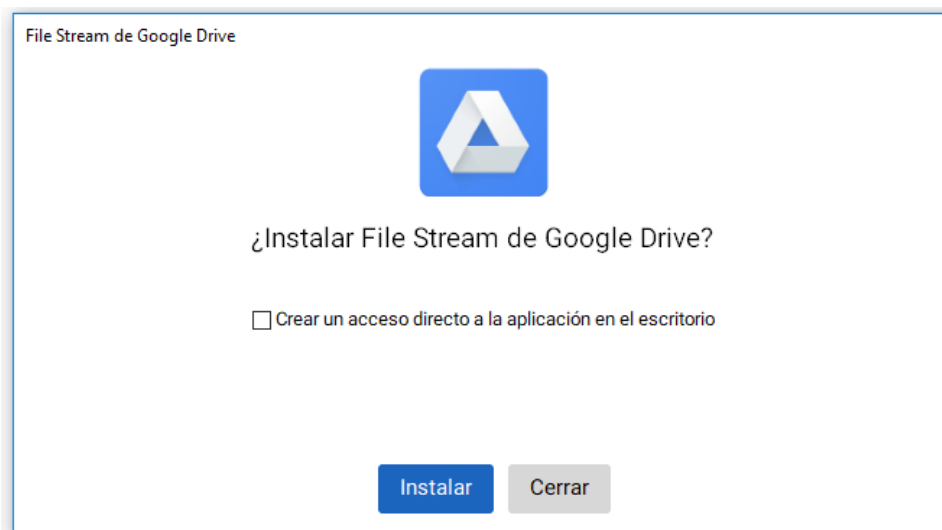 File Stream de Google Drive
¿Instalar File Stream de Google Drive?
Crear un acceso directo a la aplicación en el escritorio
Instalar Cerrar